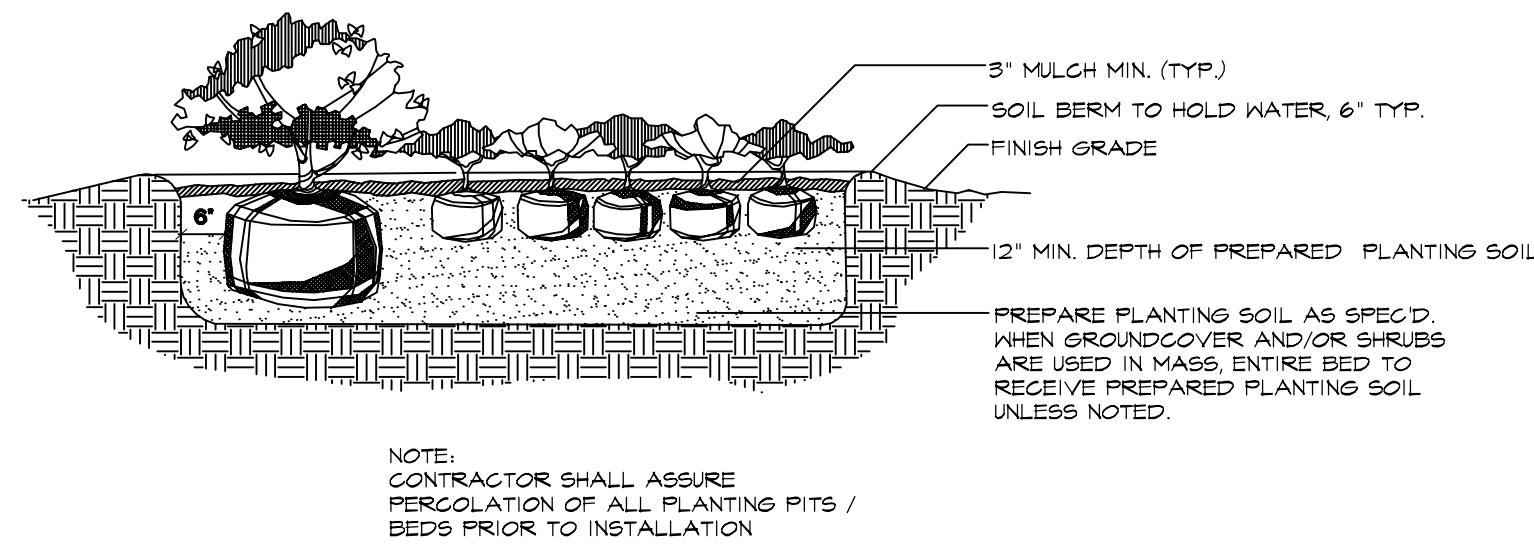 3" MULCH MIN. (TYP.)
SOIL BERM TO HOLD WATER, 6" TYP.
FINISH GRADE
6"
12" MIN. DEPTH OF PREPARED PLANTING SOIL
PREPARE PLANTING SOIL AS SPEC'D.
WHEN GROUNDCOVER AND/OR SHRUBS
ARE USED IN MASS, ENTIRE BED TO
RECEIVE PREPARED PLANTING SOIL
UNLESS NOTED.
NOTE:
CONTRACTOR SHALL ASSURE
PERCOLATION OF ALL PLANTING PITS /
BEDS PRIOR TO INSTALLATION